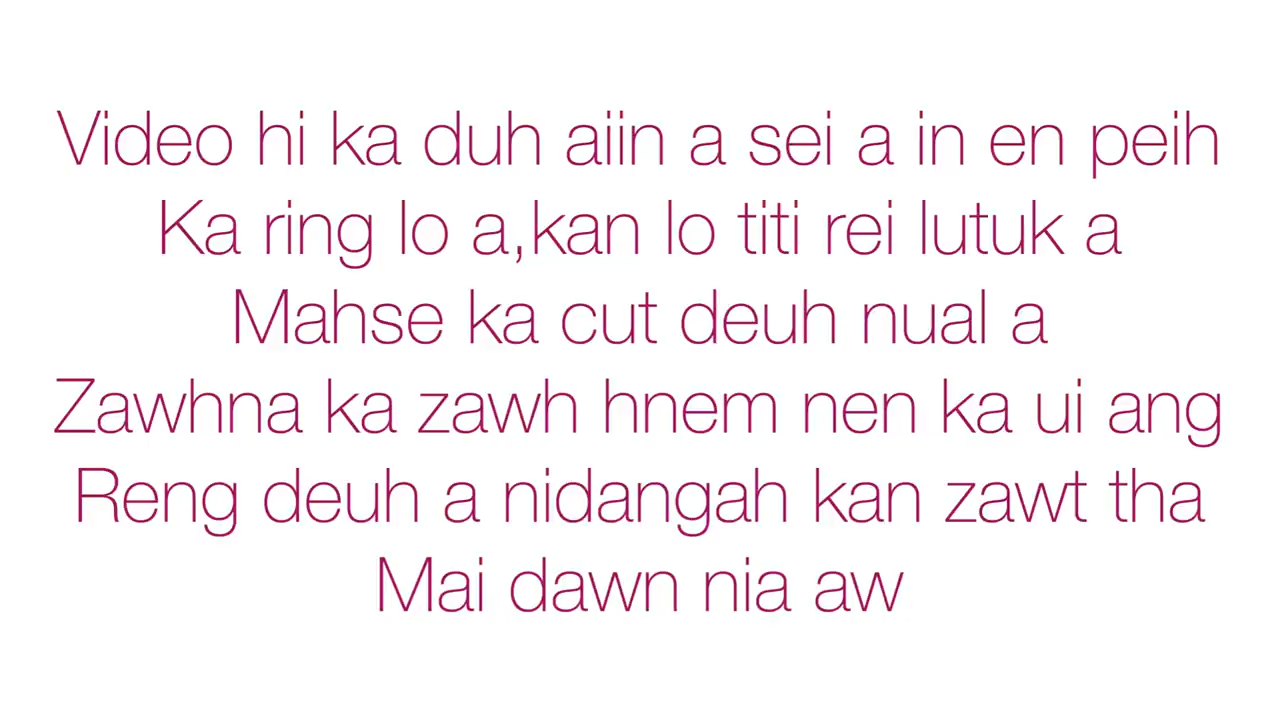 Video hi ka duh aiin a sei a in en peih
Ka ring lo a,kan lo titi rei lutuk a
Mahse ka cut deuh nual a
Zawhna ka zawh hnem nen ka ui ang
Reng deuh a nidangah kan zawt tha
Mai dawn nia aw